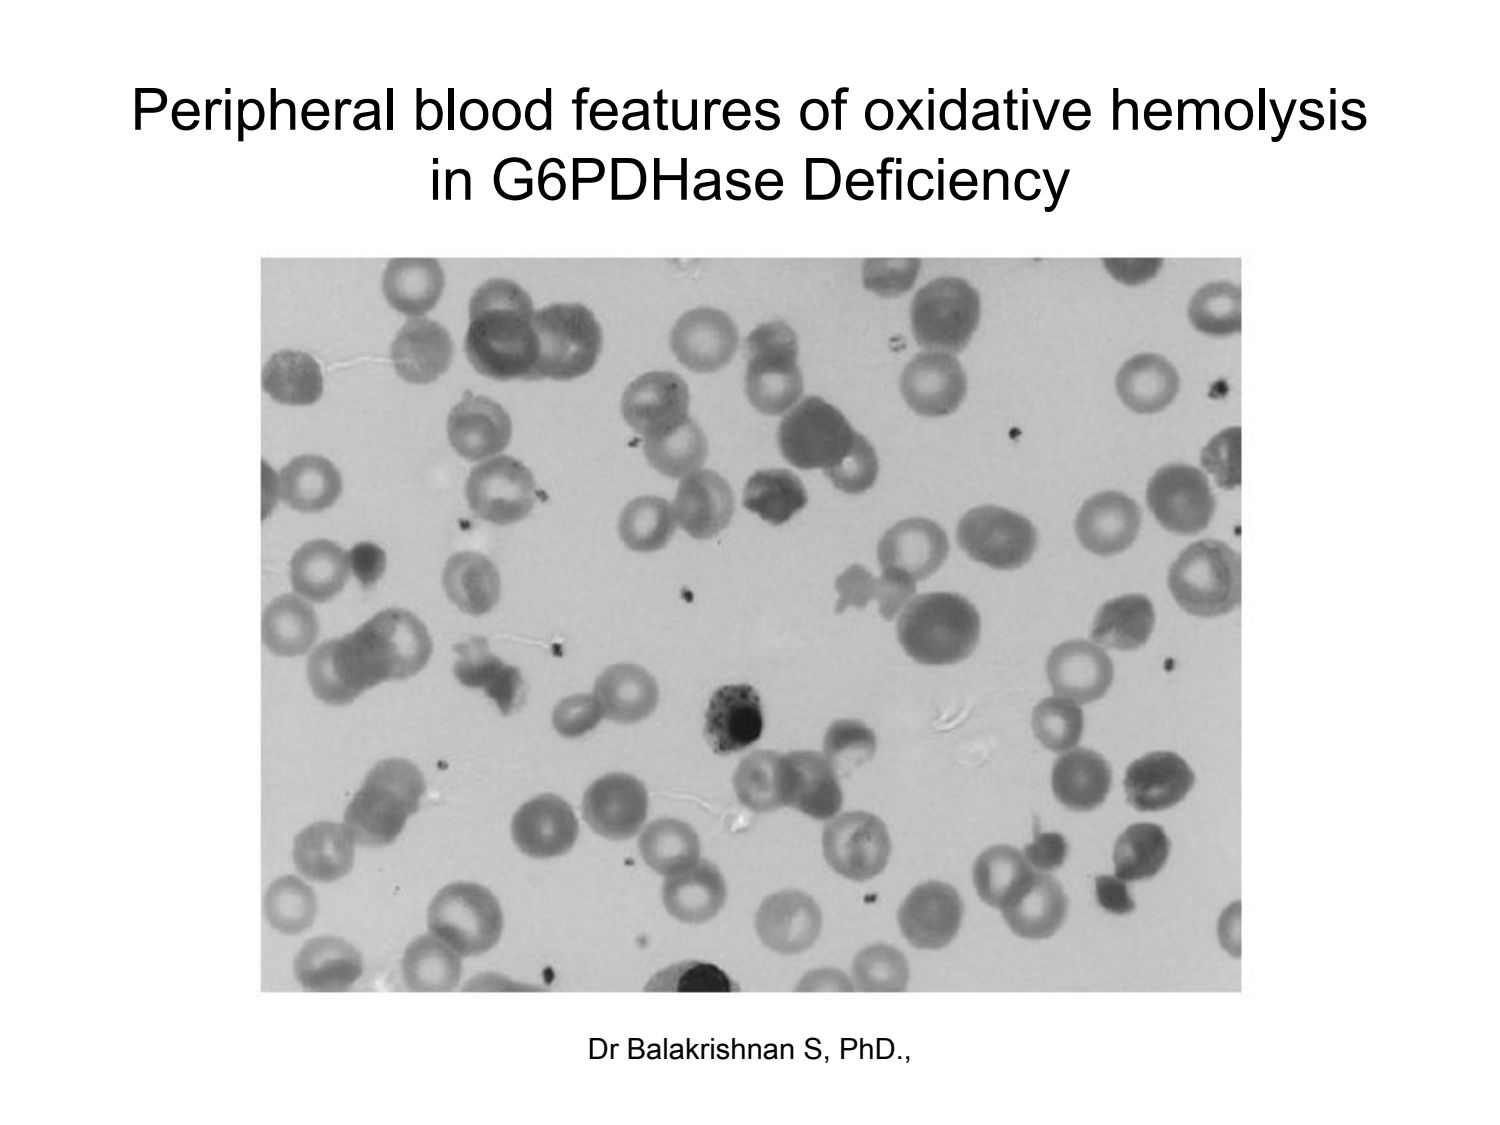 Peripheral blood features of oxidative hemolysis
in G6PDHase Deficiency
Dr Balakrishnan S, PhD.,